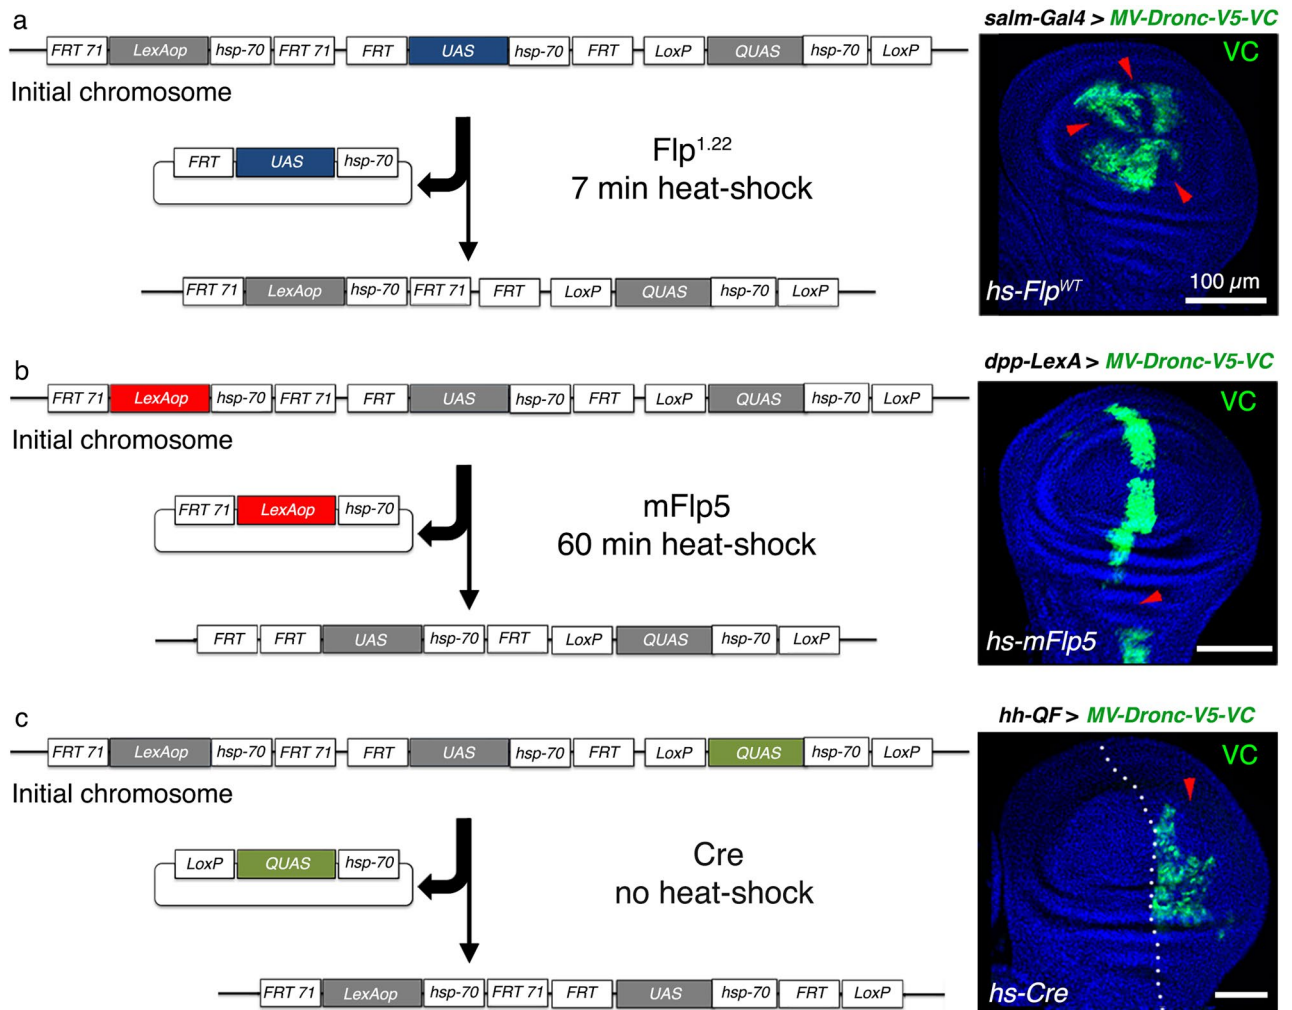 a
FRT 71 LexAop hsp-70 FRT 71 FRT UAS hsp-70 FRT LoxP QUAS hsp-70 LoxP
Initial chromosome
FRT UAS hsp-70
Flp1.22
7 min heat-shock
FRT 71 LexAop hsp-70 FRT 71 FRT LoxP QUAS hsp-70 LoxP
salm-Gal4 > MV-Dronc-V5-VC
VC
hs-FlpWT
100 µm
b
FRT 71 LexAop hsp-70 FRT 71 FRT UAS hsp-70 FRT LoxP QUAS hsp-70 LoxP
Initial chromosome
FRT 71 LexAop hsp-70
mFlp5
60 min heat-shock
FRT FRT UAS hsp-70 FRT LoxP QUAS hsp-70 LoxP
dpp-LexA > MV-Dronc-V5-VC
VC
hs-mFlp5
c
FRT 71 LexAop hsp-70 FRT 71 FRT UAS hsp-70 FRT LoxP QUAS hsp-70 LoxP
Initial chromosome
LoxP QUAS hsp-70
Cre
no heat-shock
FRT 71 LexAop hsp-70 FRT 71 FRT UAS hsp-70 FRT LoxP
hh-QF > MV-Dronc-V5-VC
VC
hs-Cre